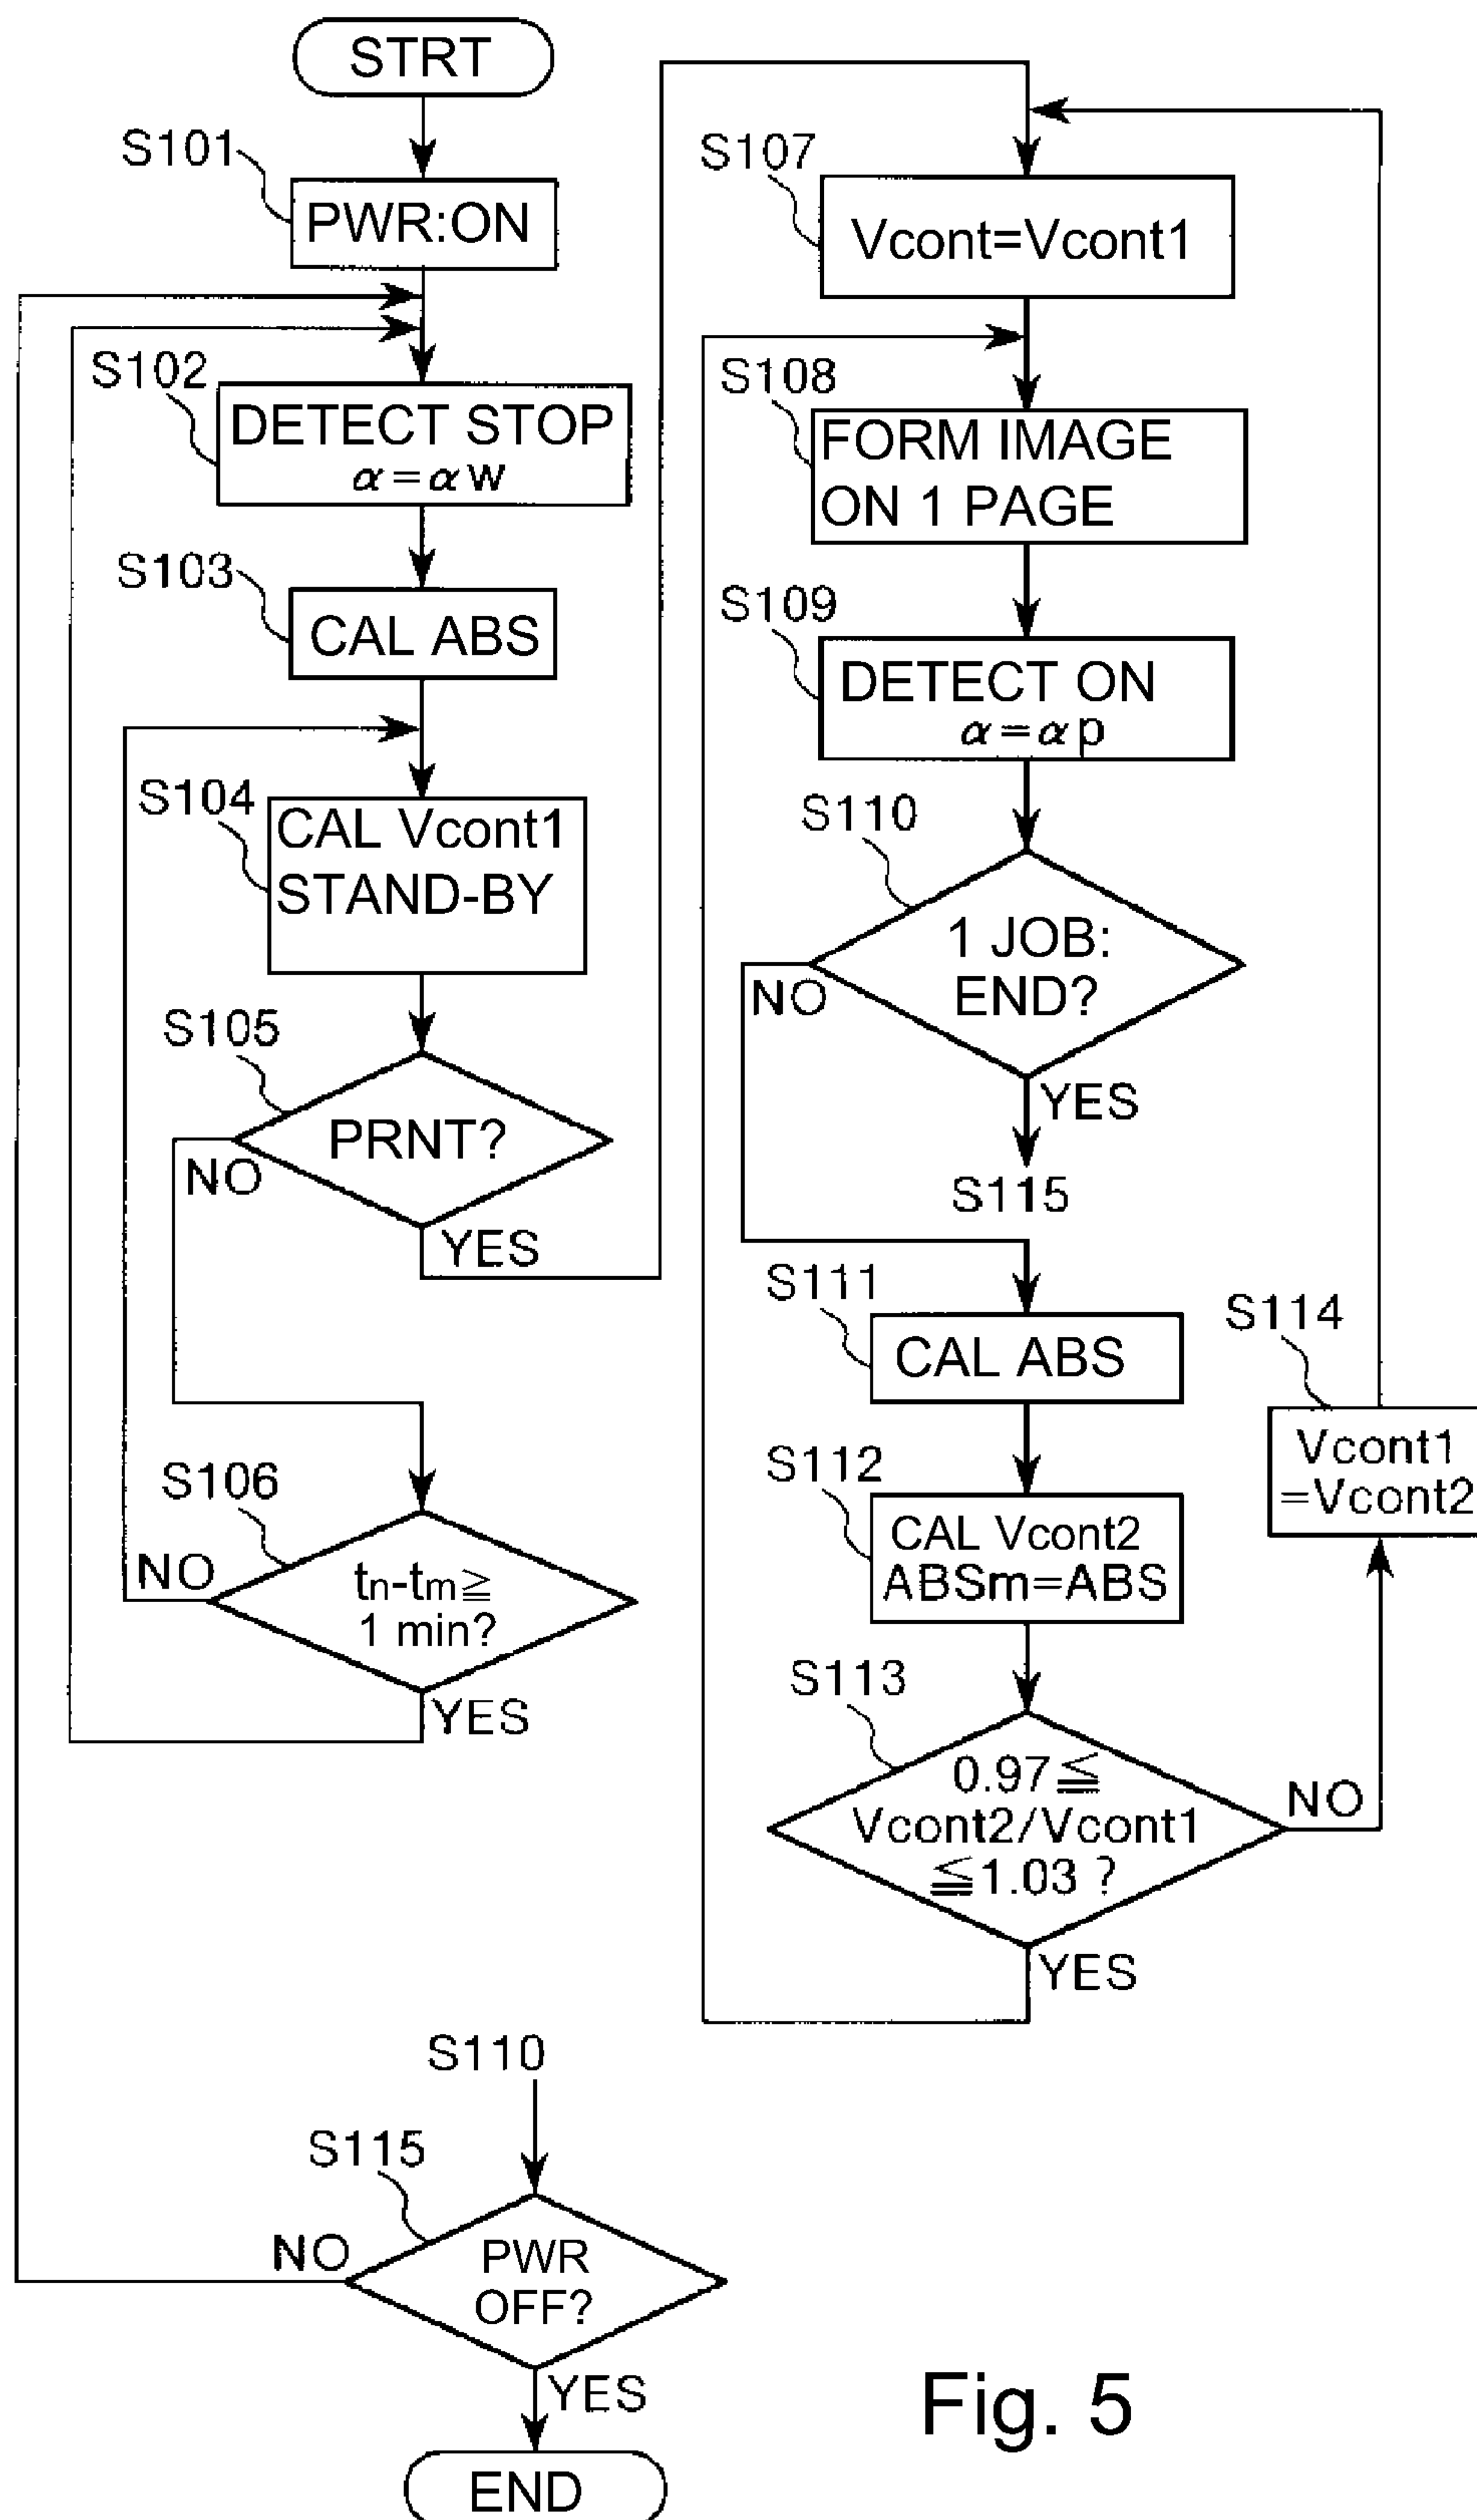 STRT
S101
PWR:ON
S102
DETECT STOP
α=αw
S103
CAL ABS
S104
CAL Vcont1
STAND-BY
S105
PRNT?
NO
YES
S106
tn-tm≧
1 min?
NO
YES
S107
Vcont=Vcont1
S108
FORM IMAGE
ON 1 PAGE
S109
DETECT ON
α=αp
S110
1 JOB:
END?
NO
YES
S115
S111
CAL ABS
S112
CAL Vcont2
ABSm=ABS
S113
0.97≦
Vcont2/Vcont1
≦1.03 ?
NO
YES
S114
Vcont1
=Vcont2
S110
S115
PWR
OFF?
NO
YES
END
Fig. 5